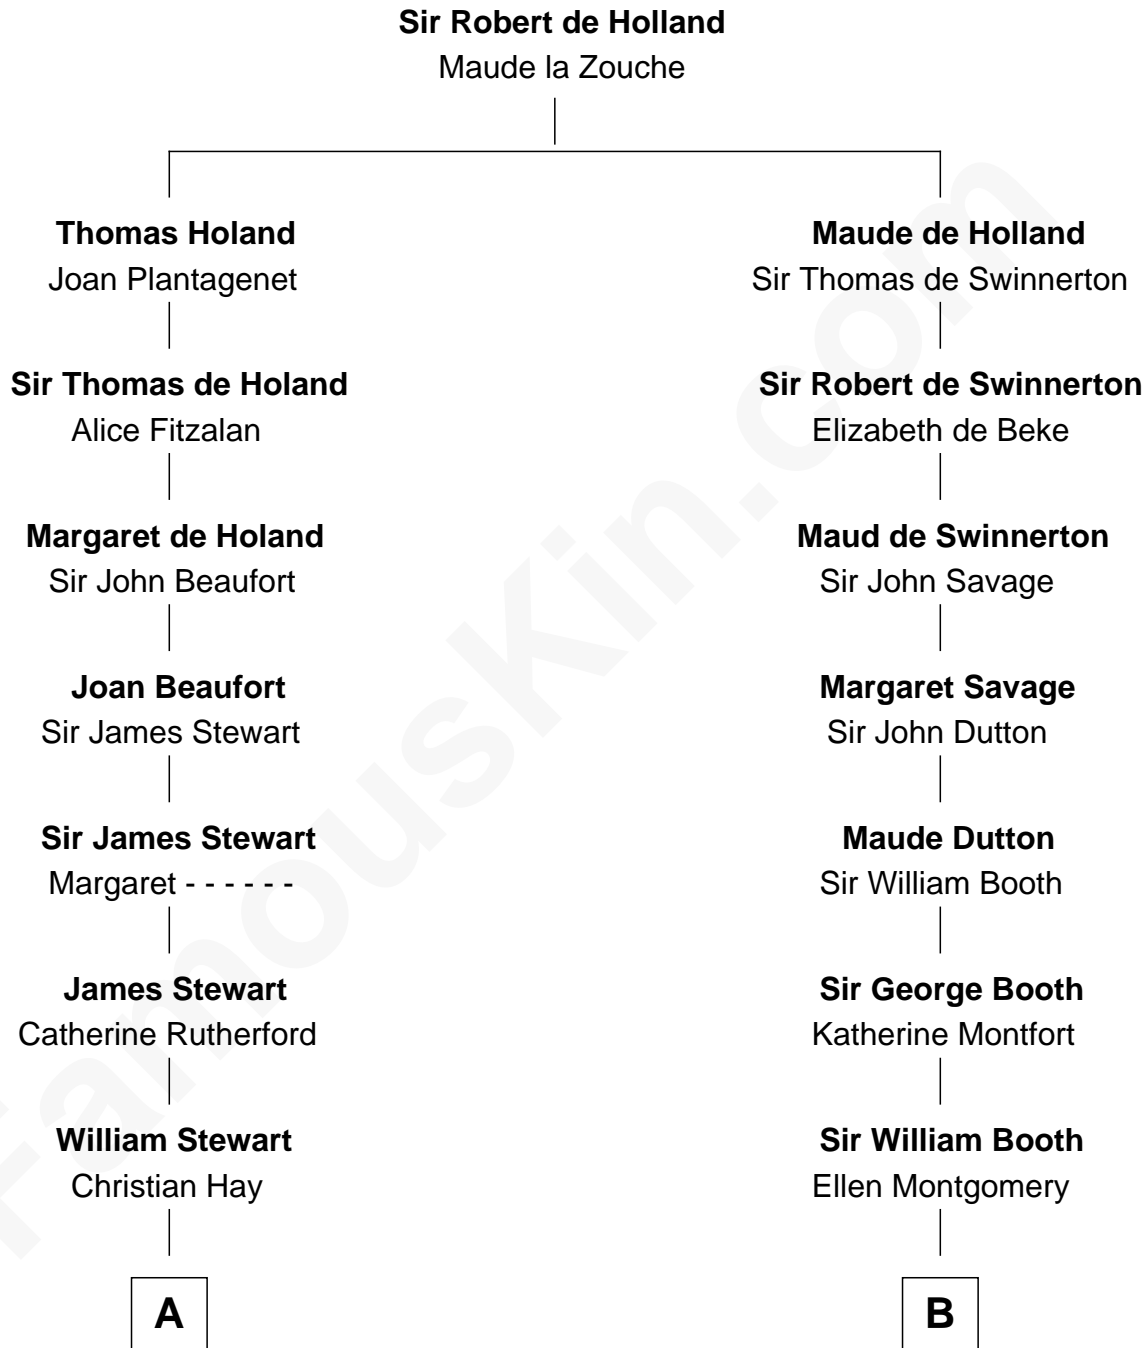 Sir Robert de Holland
Maude la Zouche
Thomas Holand
Joan Plantagenet
Sir Thomas de Holand
Alice Fitzalan
Margaret de Holand
Sir John Beaufort
Joan Beaufort
Sir James Stewart
Sir James Stewart
Margaret - - - - - -
James Stewart
Catherine Rutherford
William Stewart
Christian Hay
A
Maude de Holland
Sir Thomas de Swinnerton
Sir Robert de Swinnerton
Elizabeth de Beke
Maud de Swinnerton
Sir John Savage
Margaret Savage
Sir John Dutton
Maude Dutton
Sir William Booth
Sir George Booth
Katherine Montfort
Sir William Booth
Ellen Montgomery
B
FamousKin.com